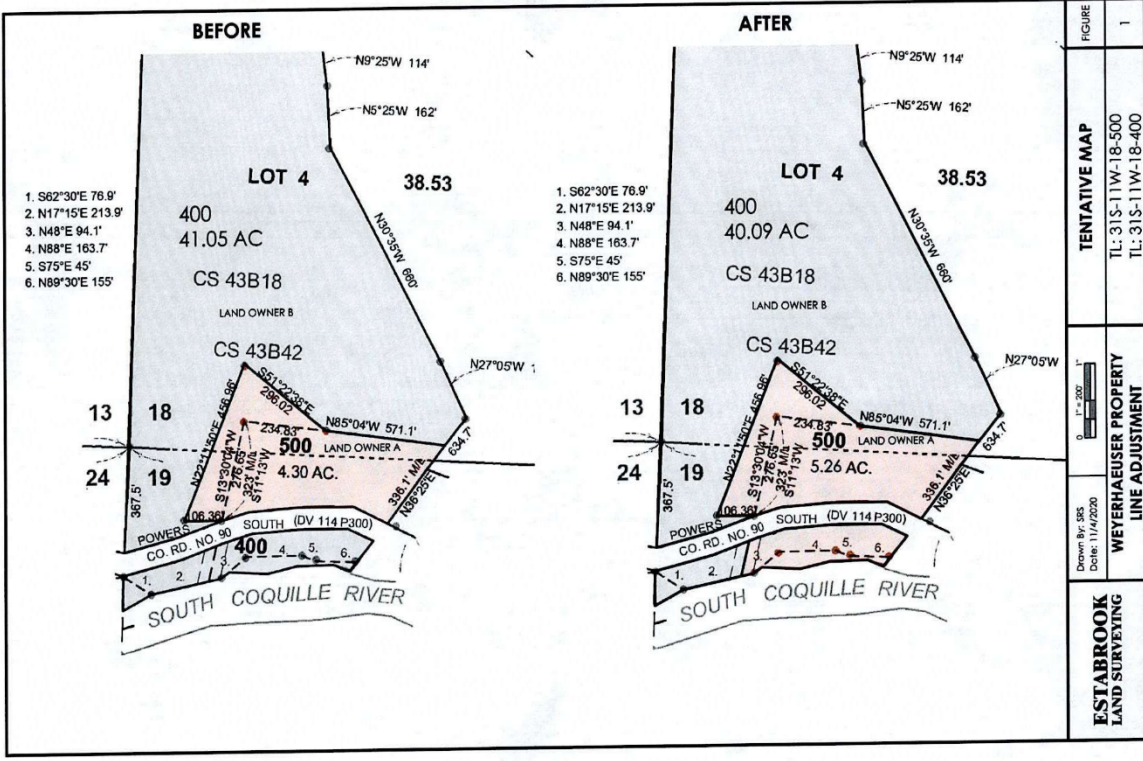 BEFORE
N9°25'W 114'
N5°25'W 162'
LOT 4
38.53
1. S62°30'E 76.9'
2. N17°15'E 213.9'
3. N48°E 94.1'
4. N88°E 163.7'
5. S75°E 45'
6. N89°30'E 155'
400
41.05 AC
N30°35'W 660'
CS 43B18
LAND OWNER B
CS 43B42
N27°05'W
S51°22'36"E
296.02
N22°11'50"E 456.96'
13 18
N85°04'W 571.1'
234.83'
500 LAND OWNER A
634.7'
24 19
4.30 AC.
S13°30'04"W
276.65'
323' M/a
S11°13'W
336.1' M/a
N36°25'E
367.5'
06.36'
POWERS SOUTH (DV 114 P300)
CO. RD. NO. 90
400
1. 2. 3. 4. 5. 6.
SOUTH COQUILLE RIVER
AFTER
N9°25'W 114'
N5°25'W 162'
LOT 4
38.53
1. S62°30'E 76.9'
2. N17°15'E 213.9'
3. N48°E 94.1'
4. N88°E 163.7'
5. S75°E 45'
6. N89°30'E 155'
400
40.09 AC
N30°35'W 660'
CS 43B18
LAND OWNER B
CS 43B42
N27°05'W
S51°22'38"E
296.02
N22°11'50"E 456.96'
13 18
N85°04'W 571.1'
234.83'
500 LAND OWNER A
634.7'
24 19
5.26 AC.
S13°30'04"W
276.65'
323' M/a
S11°13'W
336.1' M/a
N36°25'E
367.5'
06.36'
POWERS SOUTH (DV 114 P300)
CO. RD. NO. 90
1. 2. 3. 4. 5. 6.
SOUTH COQUILLE RIVER
ESTABROOK
LAND SURVEYING
Drawn By: SRS
Date: 11/4/2020
0 1" = 200' 1"
WEYERHAEUSER PROPERTY
LINE ADJUSTMENT
TENTATIVE MAP
TL: 31S-11W-18-500
TL: 31S-11W-18-400
FIGURE
1